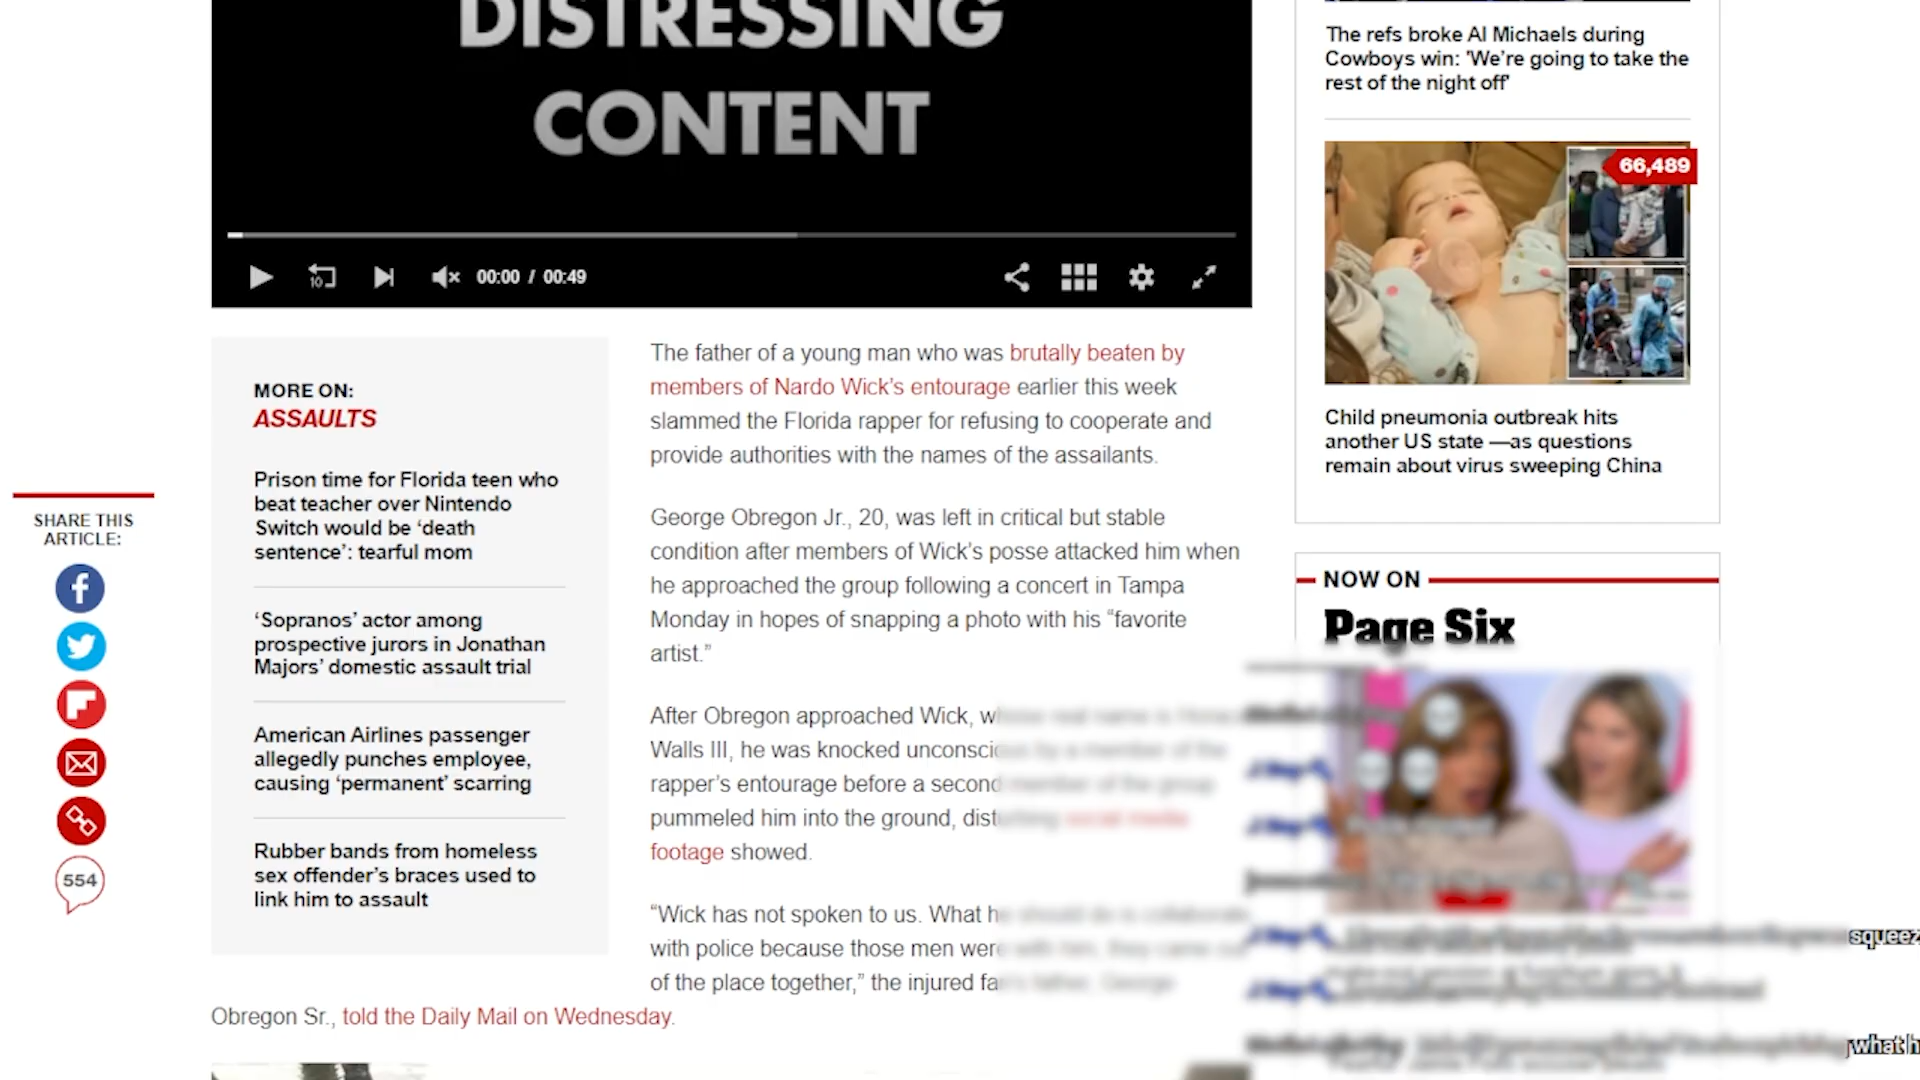 DISTRESSING
CONTENT
10
00:00 / 00:49
SHARE THIS
ARTICLE:
554
MORE ON:
ASSAULTS
Prison time for Florida teen who
beat teacher over Nintendo
Switch would be ‘death
sentence’: tearful mom
‘Sopranos’ actor among
prospective jurors in Jonathan
Majors’ domestic assault trial
American Airlines passenger
allegedly punches employee,
causing ‘permanent’ scarring
Rubber bands from homeless
sex offender’s braces used to
link him to assault
The father of a young man who was brutally beaten by
members of Nardo Wick’s entourage earlier this week
slammed the Florida rapper for refusing to cooperate and
provide authorities with the names of the assailants.
George Obregon Jr., 20, was left in critical but stable
condition after members of Wick’s posse attacked him when
he approached the group following a concert in Tampa
Monday in hopes of snapping a photo with his “favorite
artist.”
After Obregon approached Wick,
Walls III, he was knocked
rapper’s entourage before a second member of the group
pummeled him into the ground, disturbing social media
footage showed.
“Wick has not spoken to us. What
with police because those men were
of the place together,” the injured
Obregon Sr., told the Daily Mail on Wednesday.
The refs broke Al Michaels during
Cowboys win: 'We’re going to take the
rest of the night off'
66,489
Child pneumonia outbreak hits
another US state —as questions
remain about virus sweeping China
NOW ON
Page Six
squeez
what h